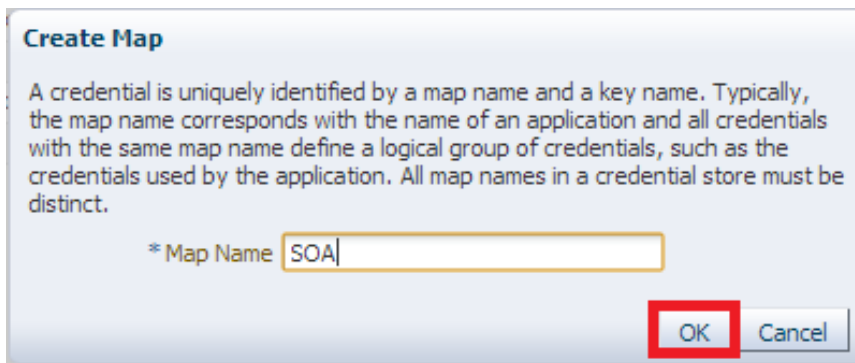 Create Map
A credential is uniquely identified by a map name and a key name. Typically,
the map name corresponds with the name of an application and all credentials
with the same map name define a logical group of credentials, such as the
credentials used by the application. All map names in a credential store must be
distinct.
* Map Name SOA
OK Cancel